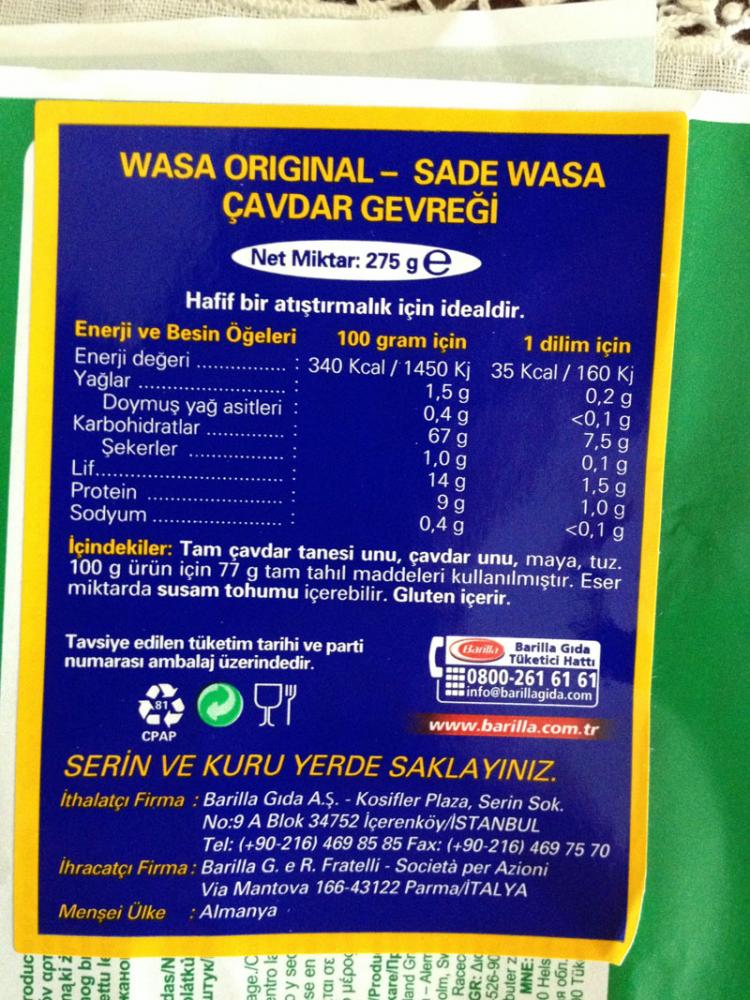 WASA ORIGINAL – SADE WASA
ÇAVDAR GEVREĞİ
Net Miktar: 275 g e
Hafif bir atıştırmalık için idealdir.
Enerji ve Besin Öğeleri 100 gram için 1 dilim için
Enerji değeri .................. : 340 Kcal / 1450 Kj 35 Kcal / 160 Kj
Yağlar ............................ : 1,5 g 0,2 g
Doymuş yağ asitleri : 0,4 g <0,1 g
Karbohidratlar ................ : 67 g 7,5 g
Şekerler .................... : 1,0 g 0,1 g
Lif.................................... : 14 g 1,5 g
Protein ........................... : 9 g 1,0 g
Sodyum .......................... : 0,4 g <0,1 g
İçindekiler: Tam çavdar tanesi unu, çavdar unu, maya, tuz.
100 g ürün için 77 g tam tahıl maddeleri kullanılmıştır. Eser
miktarda susam tohumu içerebilir. Gluten içerir.
Tavsiye edilen tüketim tarihi ve parti
numarası ambalaj üzerindedir.
Barilla Barilla Gıda
Tüketici Hattı
0800-261 61 61
info@barillagida.com
www.barilla.com.tr
81
CPAP
SERİN VE KURU YERDE SAKLAYINIZ.
İthalatçı Firma : Barilla Gıda A.Ş. - Kosifler Plaza, Serin Sok.
No:9 A Blok 34752 İçerenköy/İSTANBUL
Tel: (+90-216) 469 85 85 Fax: (+90-216) 469 75 70
İhracatçı Firma : Barilla G. e R. Fratelli - Società per Azioni
Via Mantova 166-43122 Parma/İTALYA
Menşei Ülke : Almanya